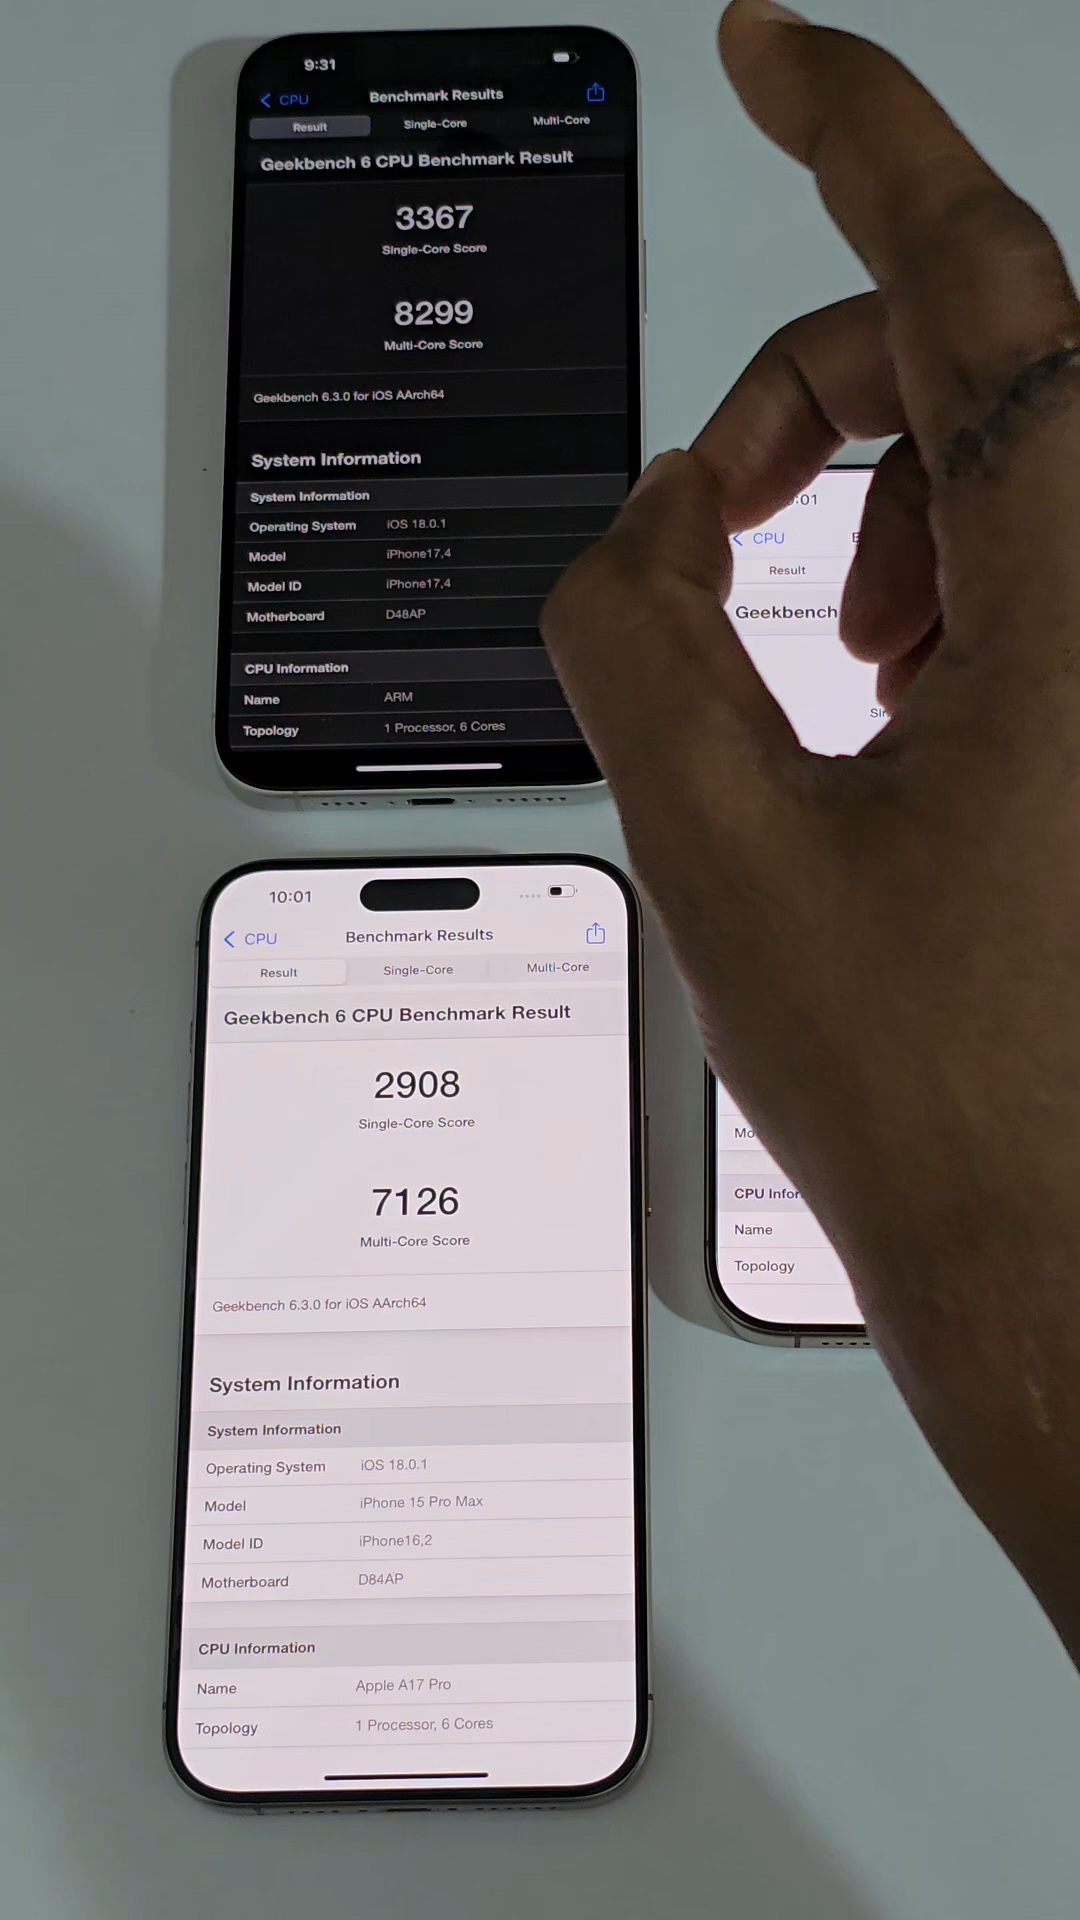 9:31
CPU
Benchmark Results
Result
Single-Core
Multi-Core
Geekbench 6 CPU Benchmark Result
3367
Single-Core Score
8299
Multi-Core Score
Geekbench 6.3.0 for iOS AArch64
System Information
System Information
Operating System iOS 18.0.1
Model iPhone17,4
Model ID iPhone17,4
Motherboard D48AP
CPU Information
Name ARM
Topology 1 Processor, 6 Cores
:01
CPU
Result
Geekbench
CPU
Name
Topology
10:01
CPU
Benchmark Results
Result
Single-Core
Multi-Core
Geekbench 6 CPU Benchmark Result
2908
Single-Core Score
7126
Multi-Core Score
Geekbench 6.3.0 for iOS AArch64
System Information
System Information
Operating System iOS 18.0.1
Model iPhone 15 Pro Max
Model ID iPhone16,2
Motherboard D84AP
CPU Information
Name Apple A17 Pro
Topology 1 Processor, 6 Cores